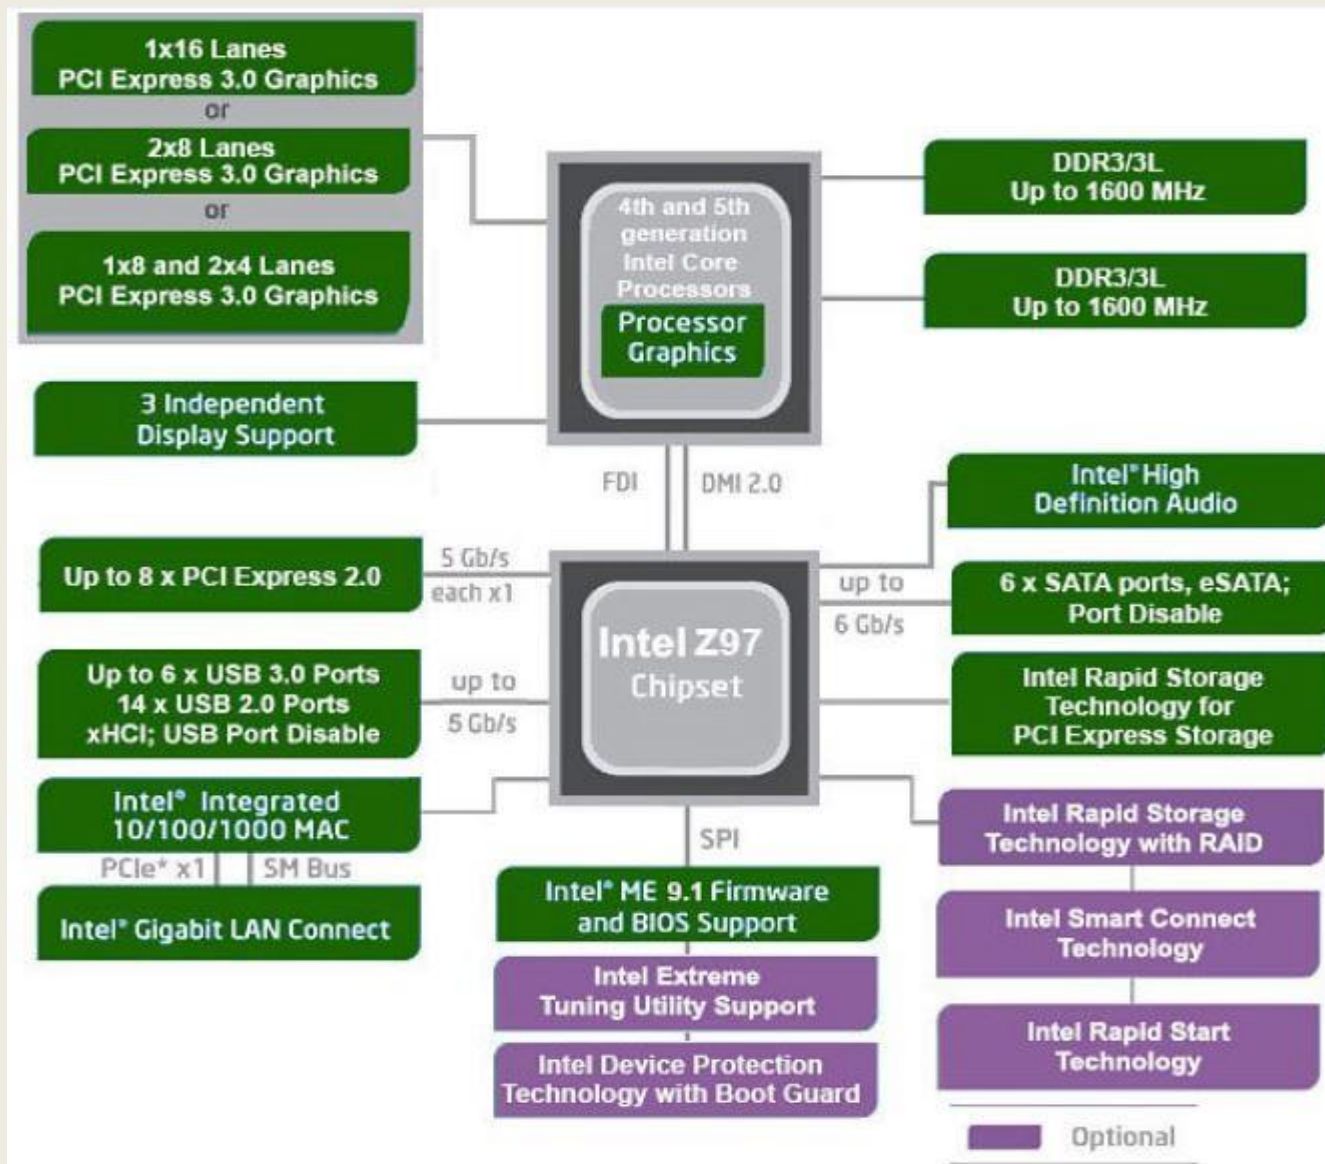 1x16 Lanes
PCI Express 3.0 Graphics
or
2x8 Lanes
PCI Express 3.0 Graphics
or
1x8 and 2x4 Lanes
PCI Express 3.0 Graphics
4th and 5th
generation
Intel Core
Processors
Processor
Graphics
DDR3/3L
Up to 1600 MHz
DDR3/3L
Up to 1600 MHz
3 Independent
Display Support
FDI
DMI 2.0
Intel® High
Definition Audio
Up to 8 x PCI Express 2.0
5 Gb/s
each x1
Intel Z97
Chipset
up to
6 Gb/s
6 x SATA ports, eSATA;
Port Disable
Up to 6 x USB 3.0 Ports
14 x USB 2.0 Ports
xHCI; USB Port Disable
up to
5 Gb/s
Intel Rapid Storage
Technology for
PCI Express Storage
Intel® Integrated
10/100/1000 MAC
PCIe* x1
SM Bus
Intel® Gigabit LAN Connect
SPI
Intel® ME 9.1 Firmware
and BIOS Support
Intel Extreme
Tuning Utility Support
Intel Device Protection
Technology with Boot Guard
Intel Rapid Storage
Technology with RAID
Intel Smart Connect
Technology
Intel Rapid Start
Technology
Optional